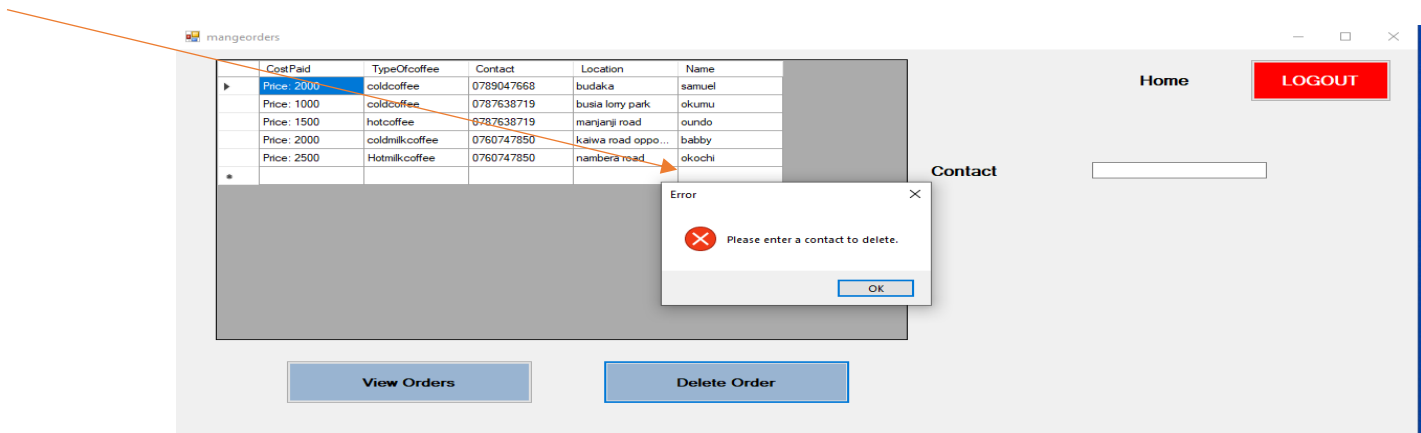 mangeorders
CostPaid TypeOfcoffee Contact Location Name
Price: 2000 coldcoffee 0789047668 budaka samuel
Price: 1000 coldcoffee 0787638719 busia lorry park okumu
Price: 1500 hotcoffee 0787638719 manjanji road oundo
Price: 2000 coldmilkcoffee 0760747850 kaiwa road oppo... babby
Price: 2500 Hotmilkcoffee 0760747850 nambera road okochi
Home
LOGOUT
Contact
Error
Please enter a contact to delete.
OK
View Orders
Delete Order